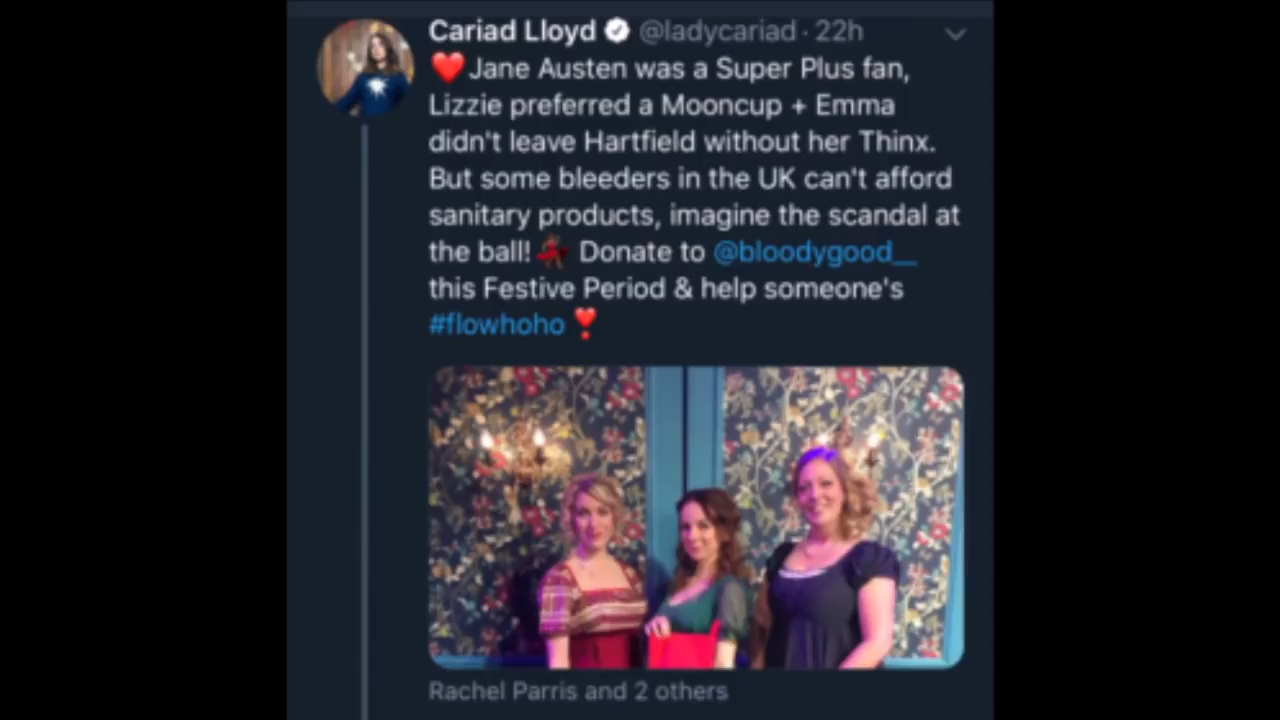 Cariad Lloyd @ladycariad · 22h
❤️Jane Austen was a Super Plus fan,
Lizzie preferred a Mooncup + Emma
didn't leave Hartfield without her Thinx.
But some bleeders in the UK can't afford
sanitary products, imagine the scandal at
the ball!💃 Donate to @bloodygood__
this Festive Period & help someone's
#flowhoho❣️
Rachel Parris and 2 others